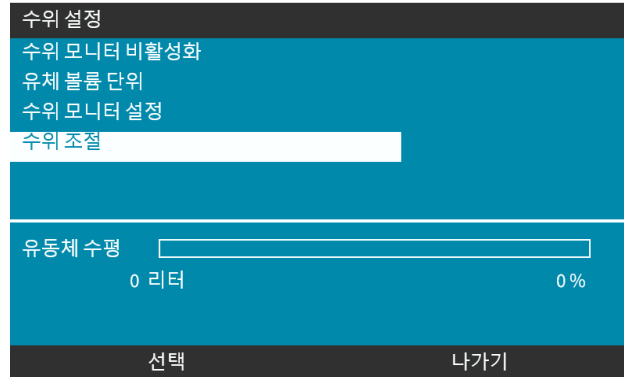 수위 설정
수위 모니터 비활성화
유체 볼륨 단위
수위 모니터 설정
수위 조절
유동체 수평
0 리터 0 %
선택 나가기